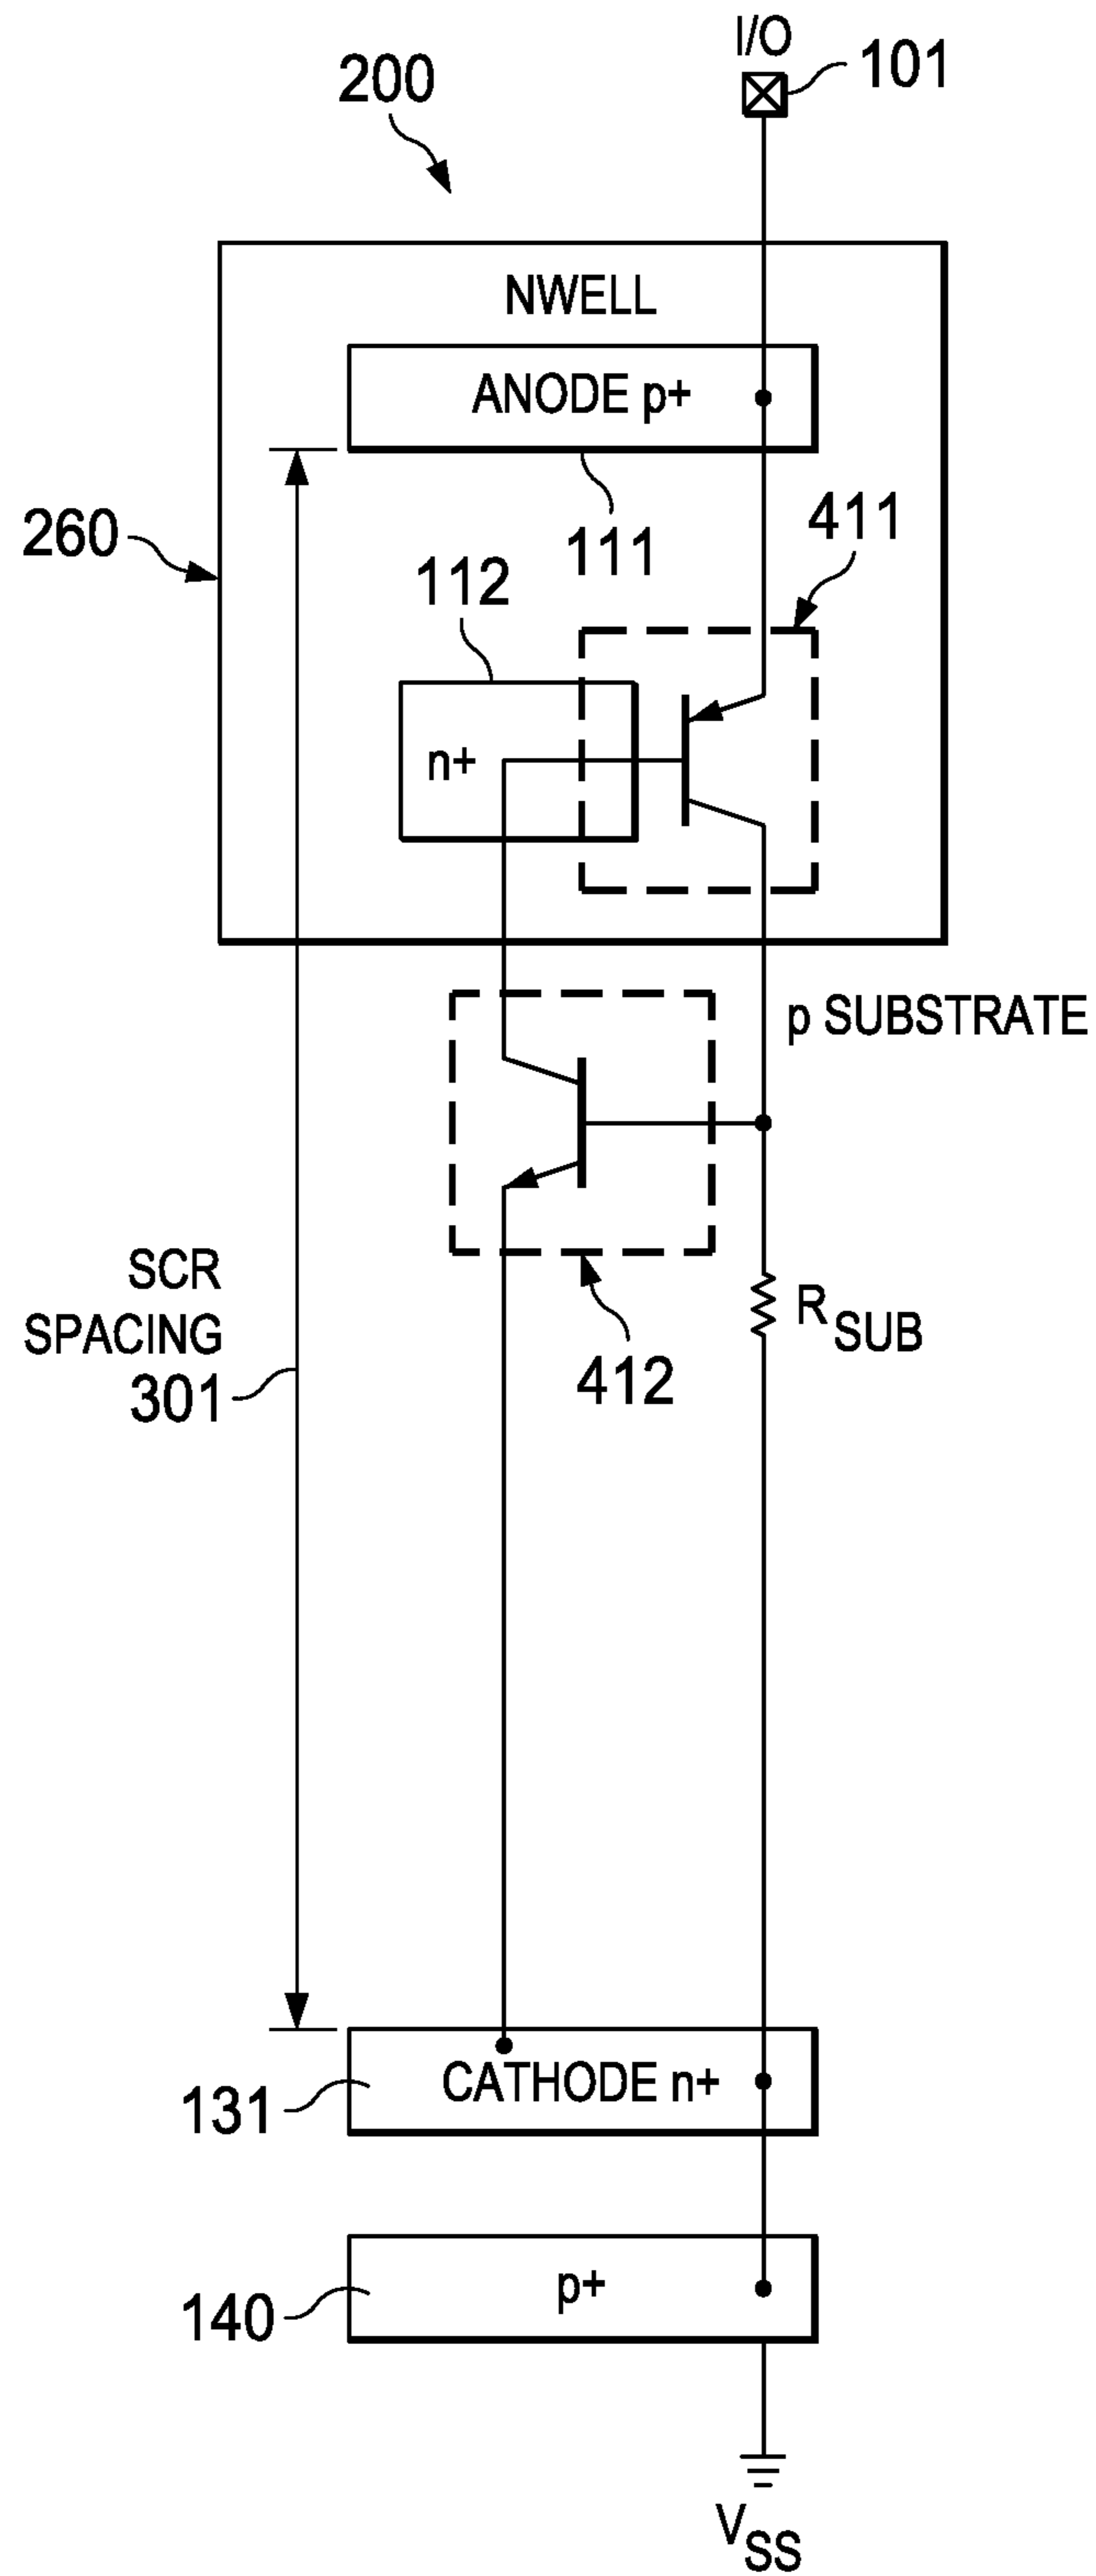 I/O
101
200
NWELL
ANODE p+
111
411
260
112
n+
p SUBSTRATE
SCR
SPACING
301
RSUB
412
CATHODE n+
131
p+
140
VSS